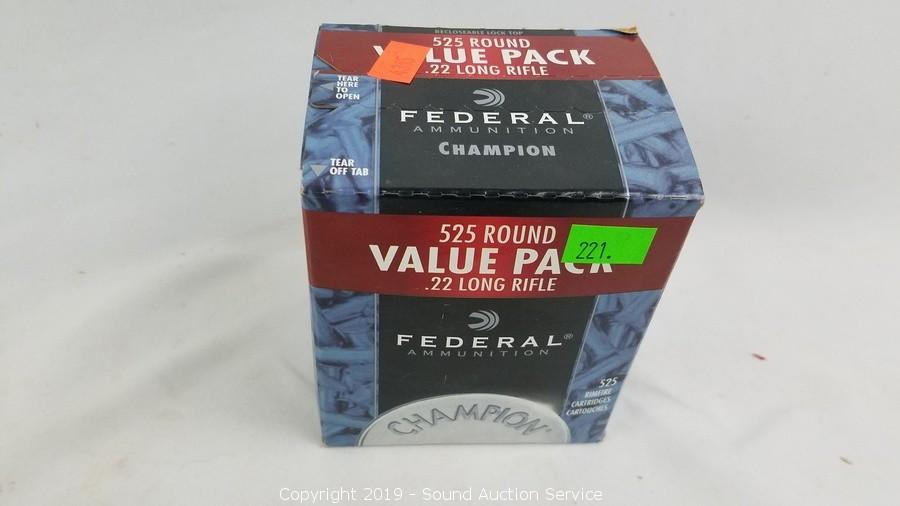 RECLOSEABLE LOCK TOP
525 ROUND
VALUE PACK
.22 LONG RIFLE
TEAR
HERE
TO
OPEN
FEDERAL®
AMMUNITION
CHAMPION
TEAR
OFF TAB
525 ROUND
VALUE PACK
221.
.22 LONG RIFLE
FEDERAL®
AMMUNITION
525
RIMFIRE
CARTRIDGES
CARTOUCHES
CHAMPION
Copyright 2019 - Sound Auction Service